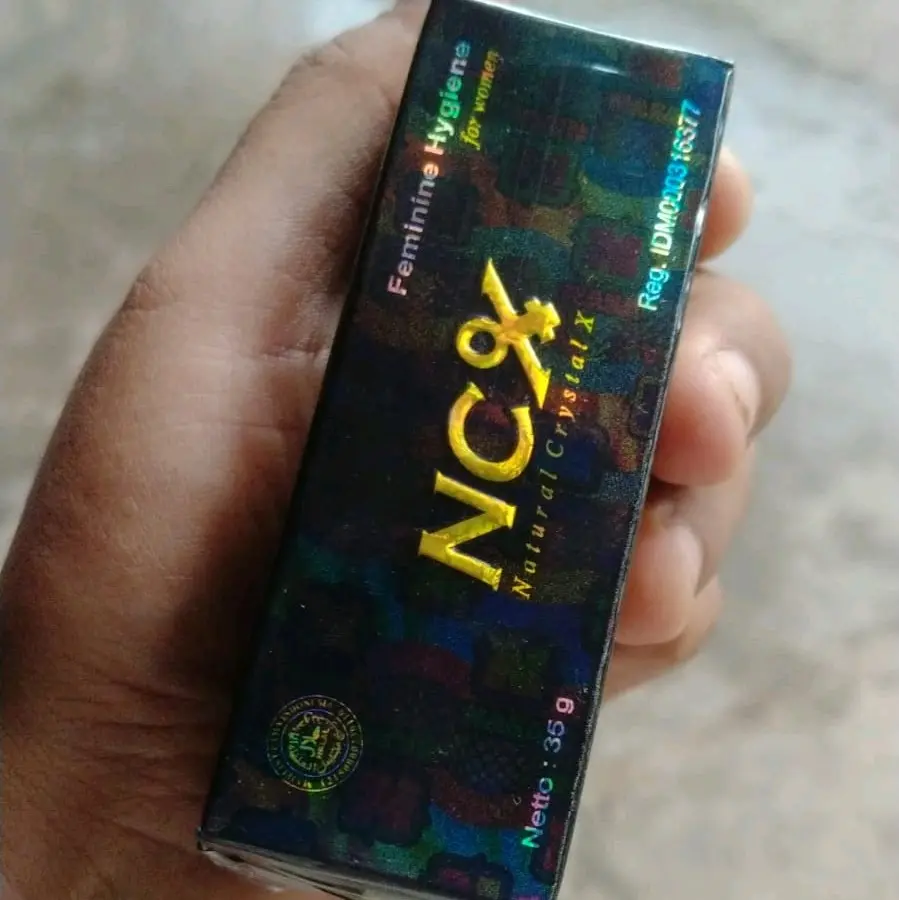 Feminine Hygiene
for women
Reg. IDM000316377
NCX
Natural Crystal X
Netto : 35 g